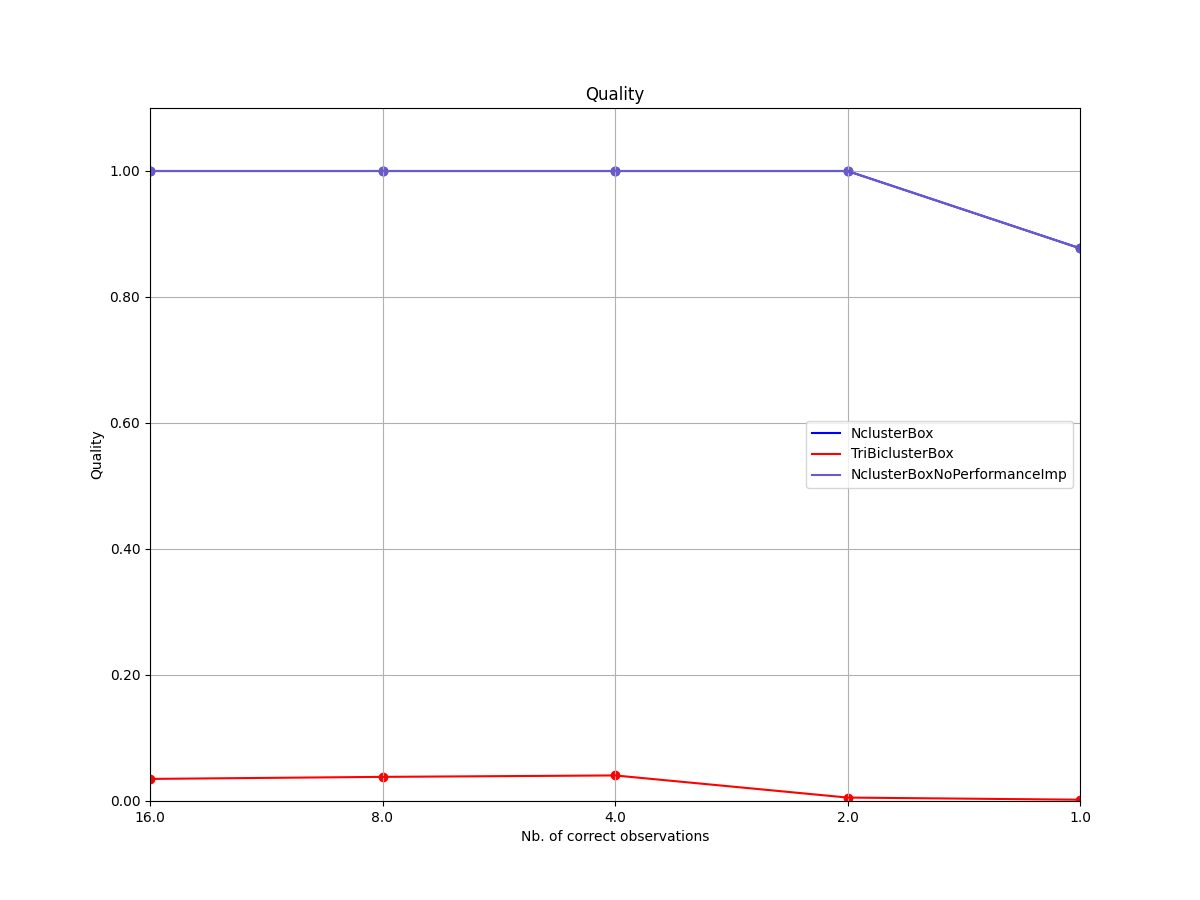 Quality
1.00
0.80
0.60
0.40
0.20
0.00
Quality
NclusterBox
TriBiclusterBox
NclusterBoxNoPerformanceImp
16.0 8.0 4.0 2.0 1.0
Nb. of correct observations